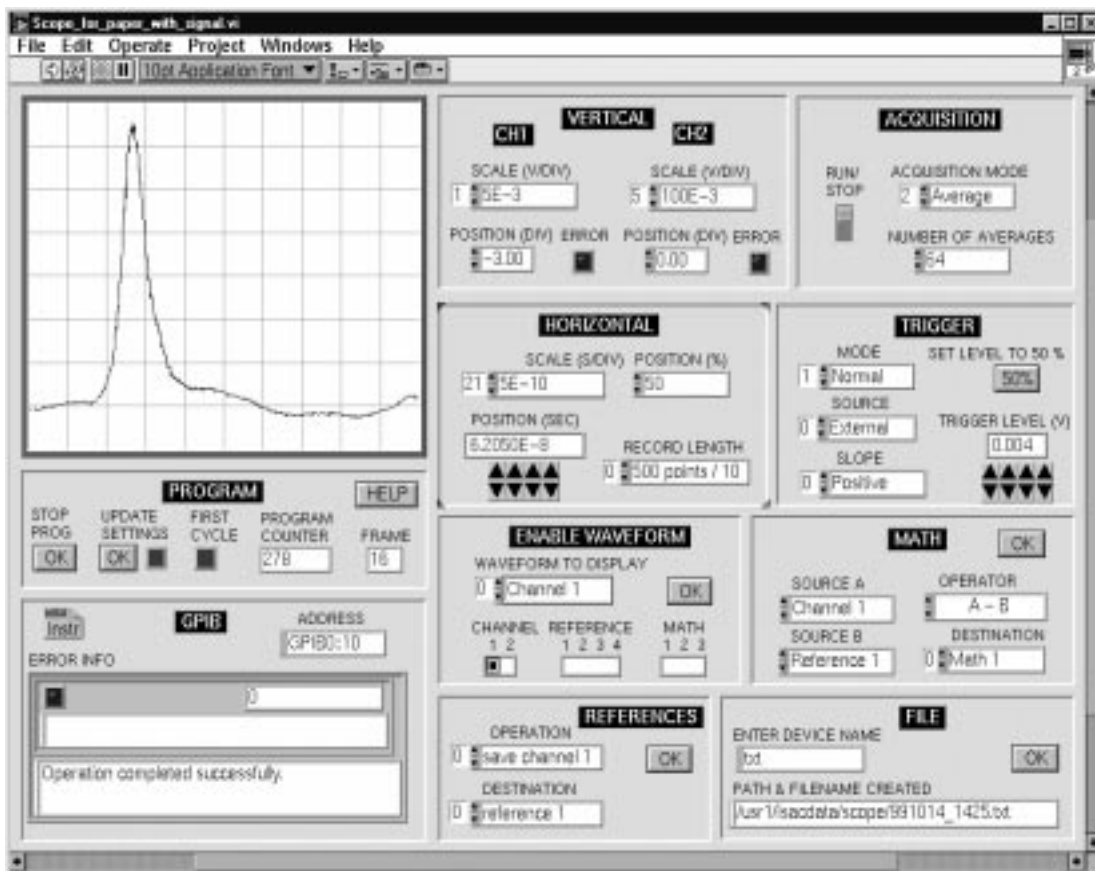 Scope_for_paper_with_signal.vi
File Edit Operate Project Windows Help
10pt Application Font
VERTICAL
CH1 CH2
SCALE (V/DIV) SCALE (V/DIV)
1 5E-3 5 100E-3
POSITION (DIV) ERROR POSITION (DIV) ERROR
-3.00 0.00
ACQUISITION
RUN/
STOP
ACQUISITION MODE
2 Average
NUMBER OF AVERAGES
64
HORIZONTAL
SCALE (S/DIV) POSITION (%)
21 5E-10 50
POSITION (SEC)
6.2050E-8
RECORD LENGTH
0 500 points / 10
TRIGGER
MODE SET LEVEL TO 50 %
1 Normal 50%
SOURCE
0 External
TRIGGER LEVEL (V)
0.004
SLOPE
0 Positive
PROGRAM HELP
STOP
PROG
UPDATE
SETTINGS
FIRST
CYCLE
PROGRAM
COUNTER
FRAME
OK OK 278 16
ENABLE WAVEFORM
WAVEFORM TO DISPLAY
0 Channel 1 OK
CHANNEL REFERENCE MATH
1 2 1 2 3 4 1 2 3
MATH OK
SOURCE A OPERATOR
Channel 1 A - B
SOURCE B DESTINATION
Reference 1 0 Math 1
Instr GPIB ADDRESS
GPIB0::10
ERROR INFO
0
Operation completed successfully.
REFERENCES
OPERATION
0 save channel 1 OK
DESTINATION
0 reference 1
FILE
ENTER DEVICE NAME
txt OK
PATH & FILENAME CREATED
/usr1/isacdata/scope/991014_1425.txt